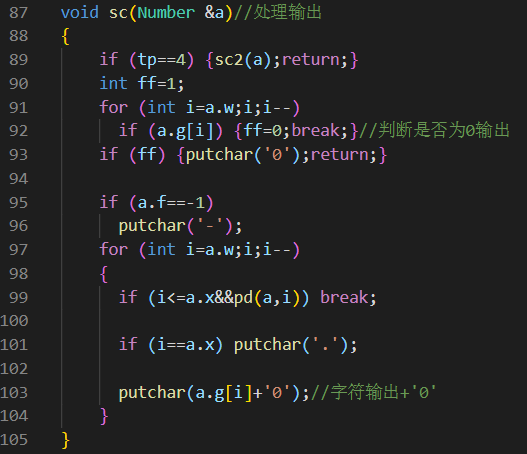 87 void sc(Number &a)//处理输出
88 {
89 if (tp==4) {sc2(a);return;}
90 int ff=1;
91 for (int i=a.w;i;i--)
92 if (a.g[i]) {ff=0;break;}//判断是否为0输出
93 if (ff) {putchar('0');return;}
94
95 if (a.f==-1)
96 putchar('-');
97 for (int i=a.w;i;i--)
98 {
99 if (i<=a.x&&pd(a,i)) break;
100
101 if (i==a.x) putchar('.');
102
103 putchar(a.g[i]+'0');//字符输出+'0'
104 }
105 }